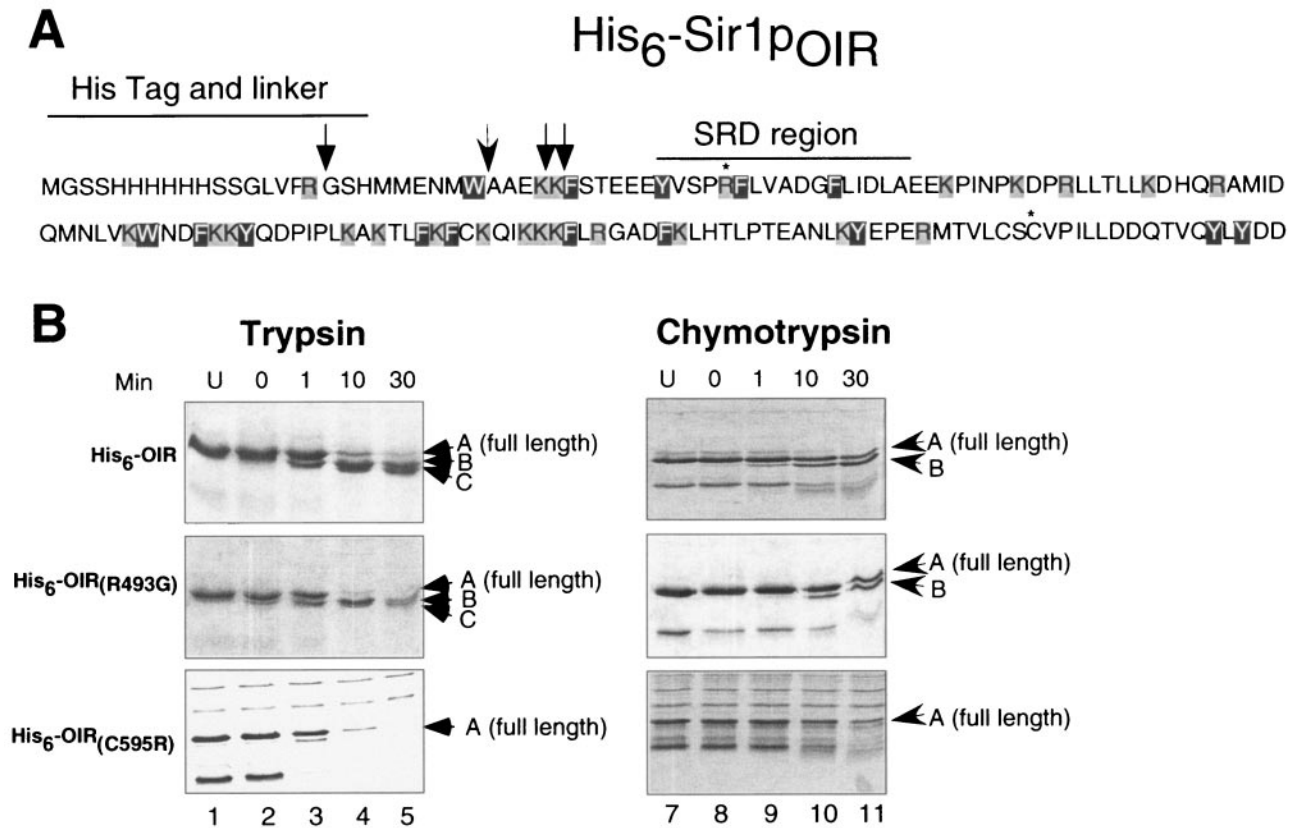 A
His6-Sir1pOIR
His Tag and linker
SRD region
* 
MGSSHHHHHHSSGLVFRGSHMMENMWAAEKKFSTEEEYVSPRFLVADGFLIDLAEEKPINPKDPRLLTLLKDHQRAMID
*
QMNLVKWNDFKKYQDPIPLKAKTLFKFCKQIKKKFLRGADFKLHTLPTEANLKYEPERMTVLCSCVPILLDDQTVQYLYDD
B
Trypsin
Chymotrypsin
Min U 0 1 10 30
U 0 1 10 30
His6-OIR
A (full length)
B
C
A (full length)
B
His6-OIR(R493G)
A (full length)
B
C
A (full length)
B
His6-OIR(C595R)
A (full length)
A (full length)
1 2 3 4 5
7 8 9 10 11